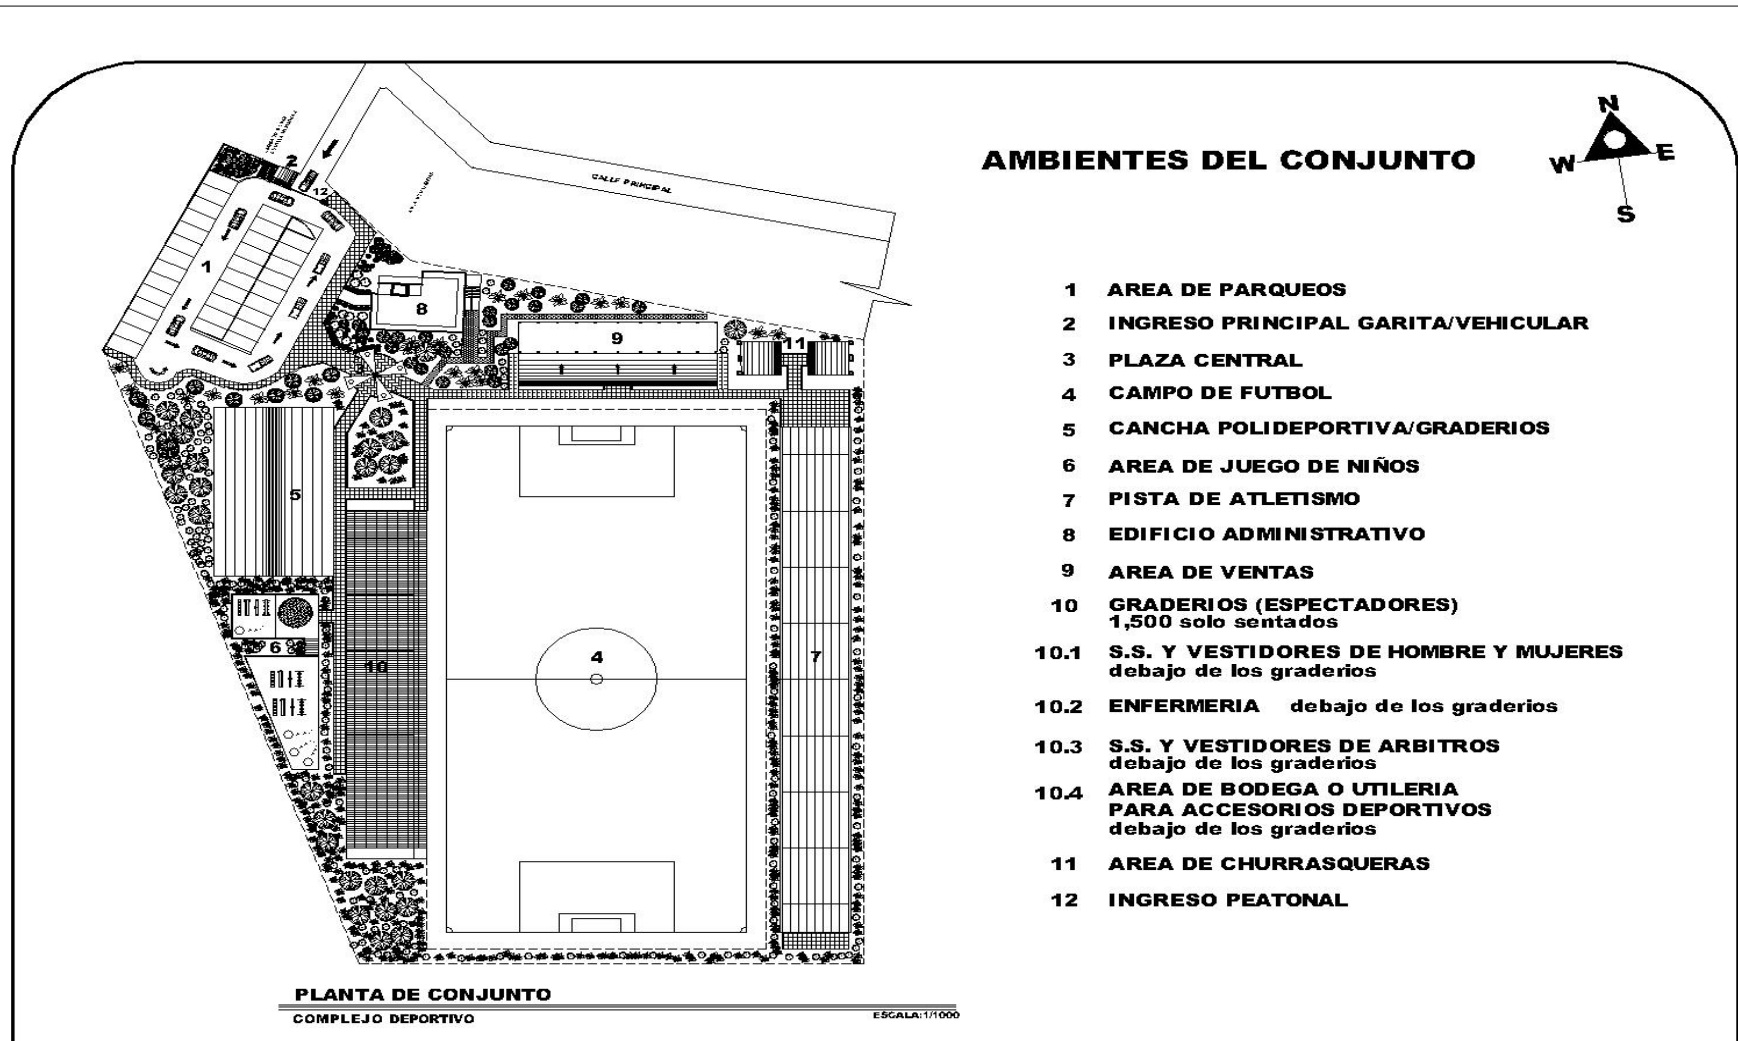 AMBIENTES DEL CONJUNTO
N
W
E
S
CALLE PRINCIPAL
2
12
1
8
9
11
3
5
4
6
10
7
1 AREA DE PARQUEOS
2 INGRESO PRINCIPAL GARITA/VEHICULAR
3 PLAZA CENTRAL
4 CAMPO DE FUTBOL
5 CANCHA POLIDEPORTIVA/GRADERIOS
6 AREA DE JUEGO DE NIÑOS
7 PISTA DE ATLETISMO
8 EDIFICIO ADMINISTRATIVO
9 AREA DE VENTAS
10 GRADERIOS (ESPECTADORES)
1,500 solo sentados
10.1 S.S. Y VESTIDORES DE HOMBRE Y MUJERES
debajo de los graderios
10.2 ENFERMERIA debajo de los graderios
10.3 S.S. Y VESTIDORES DE ARBITROS
debajo de los graderios
10.4 AREA DE BODEGA O UTILERIA
PARA ACCESORIOS DEPORTIVOS
debajo de los graderios
11 AREA DE CHURRASQUERAS
12 INGRESO PEATONAL
PLANTA DE CONJUNTO
COMPLEJO DEPORTIVO
ESCALA:1/1000